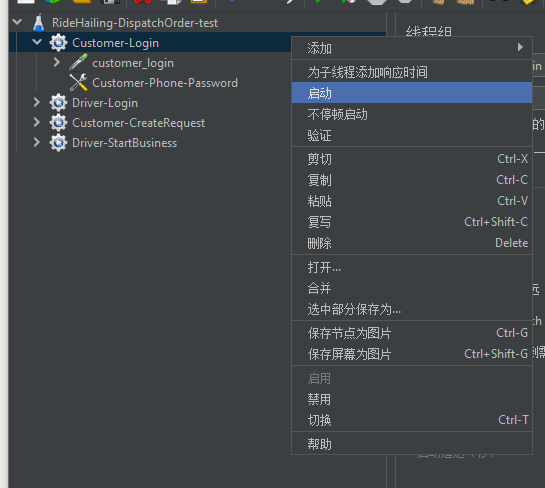 RideHailing-DispatchOrder-test
线程组
Customer-Login
添加
customer_login
为子线程添加响应时间
in
Customer-Phone-Password
启动
Driver-Login
不停顿启动
Customer-CreateRequest
验证
的
Driver-StartBusiness
剪切 Ctrl-X
复制 Ctrl-C
粘贴 Ctrl-V
复写 Ctrl+Shift-C
删除 Delete
打开...
合并
远
选中部分保存为...
th
保存节点为图片 Ctrl-G
保存屏幕为图片 Ctrl+Shift-G
启用
禁用
切换 Ctrl-T
帮助